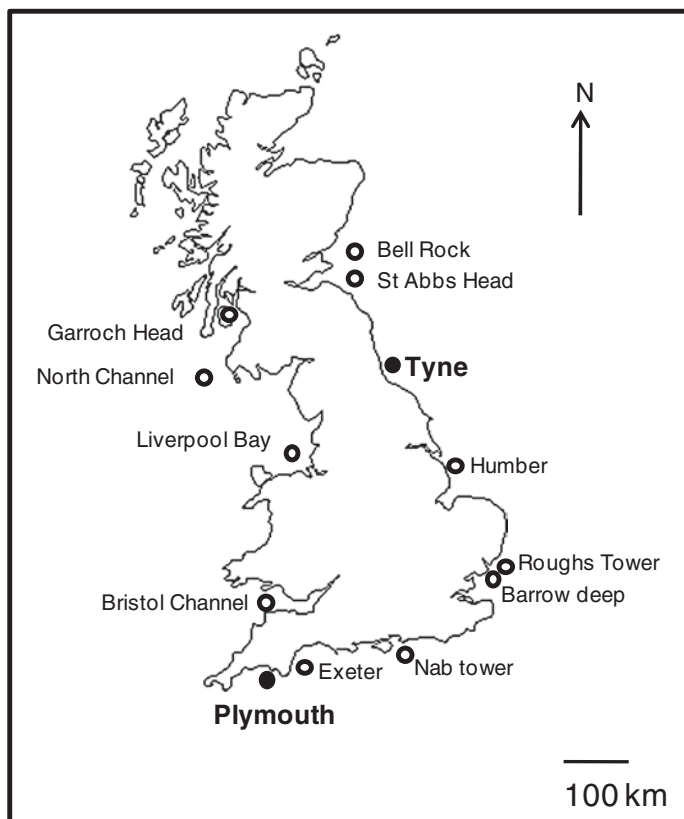 N
Bell Rock
St Abbs Head
Garroch Head
North Channel
Tyne
Liverpool Bay
Humber
Roughs Tower
Barrow deep
Bristol Channel
Exeter
Nab tower
Plymouth
100 km